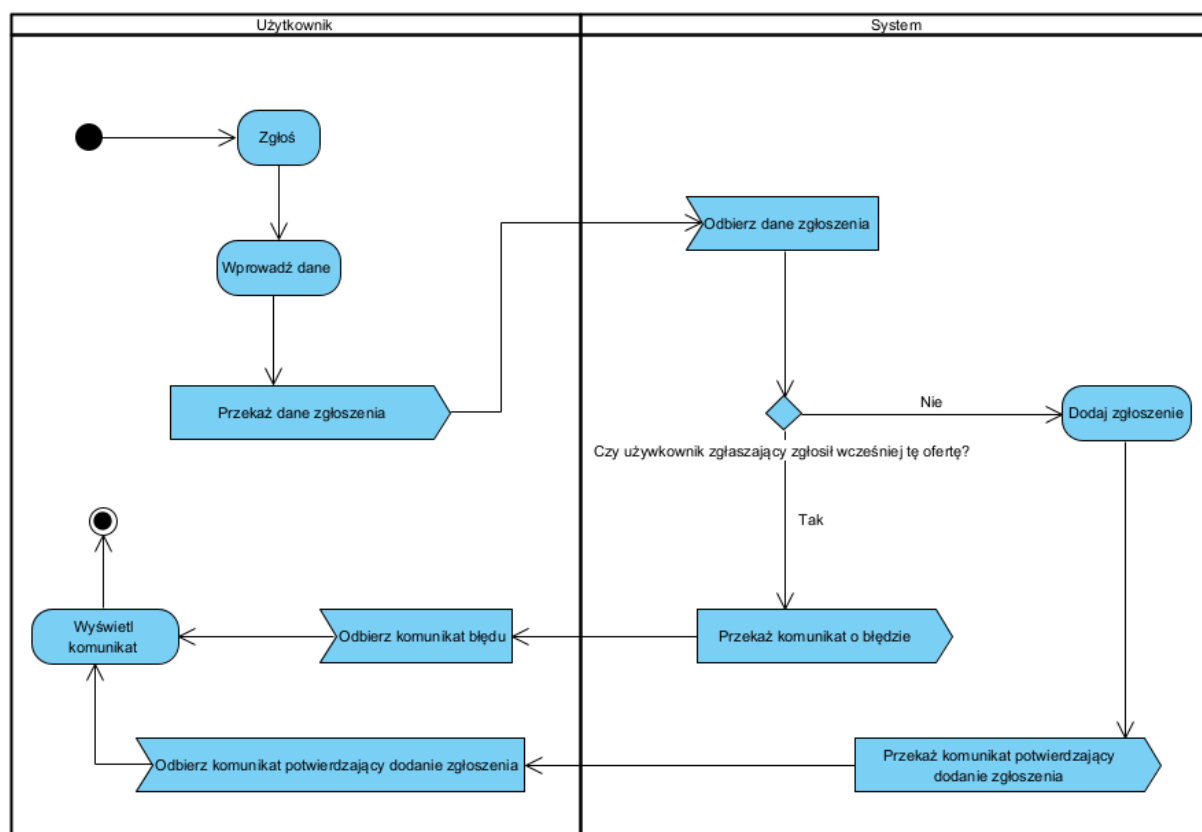 Użytkownik
System
Zgłoś
Odbierz dane zgłoszenia
Wprowadź dane
Przekaż dane zgłoszenia
Nie
Dodaj zgłoszenie
Czy używkownik zgłaszający zgłosił wcześniej tę ofertę?
Tak
Wyświetl
komunikat
Odbierz komunikat błędu
Przekaż komunikat o błędzie
Odbierz komunikat potwierdzający dodanie zgłoszenia
Przekaż komunikat potwierdzający
dodanie zgłoszenia